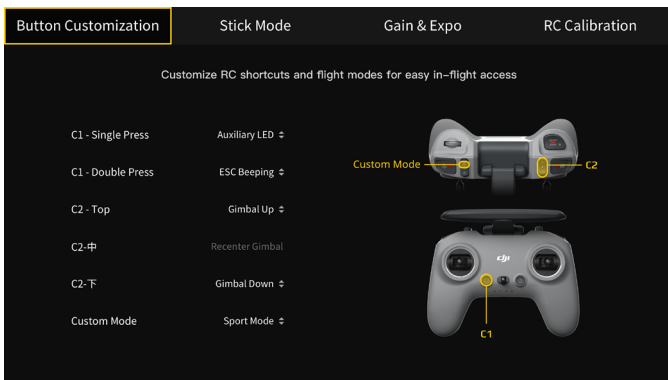 Button Customization
Stick Mode
Gain & Expo
RC Calibration
Customize RC shortcuts and flight modes for easy in-flight access
C1 - Single Press
Auxiliary LED
C1 - Double Press
ESC Beeping
C2 - Top
Gimbal Up
C2-中
Recenter Gimbal
C2-下
Gimbal Down
Custom Mode
Sport Mode
Custom Mode
C2
dji
C1